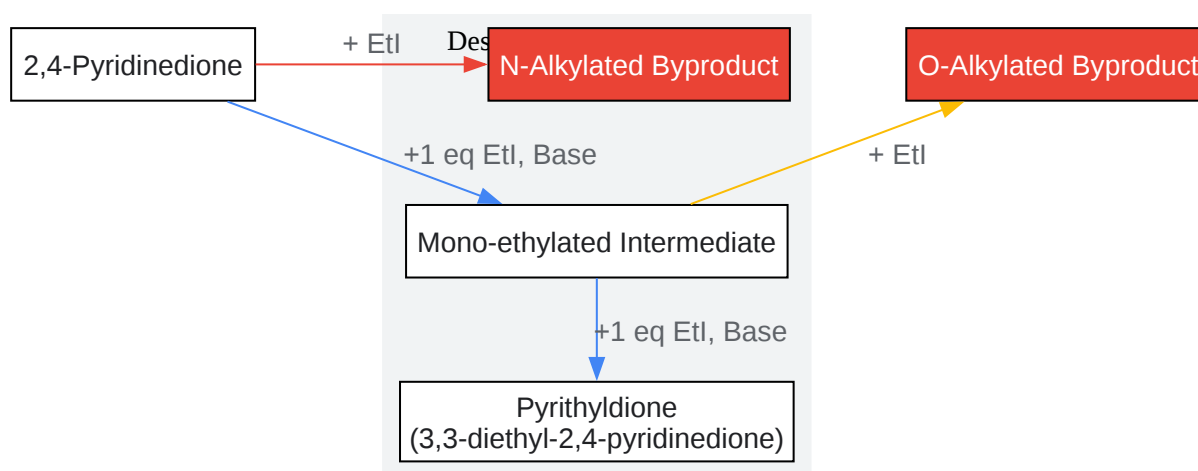 + EtI
Des
2,4-Pyridinedione
N-Alkylated Byproduct
O-Alkylated Byproduct
+1 eq EtI, Base
+ EtI
Mono-ethylated Intermediate
+1 eq EtI, Base
Pyrithyldione
(3,3-diethyl-2,4-pyridinedione)